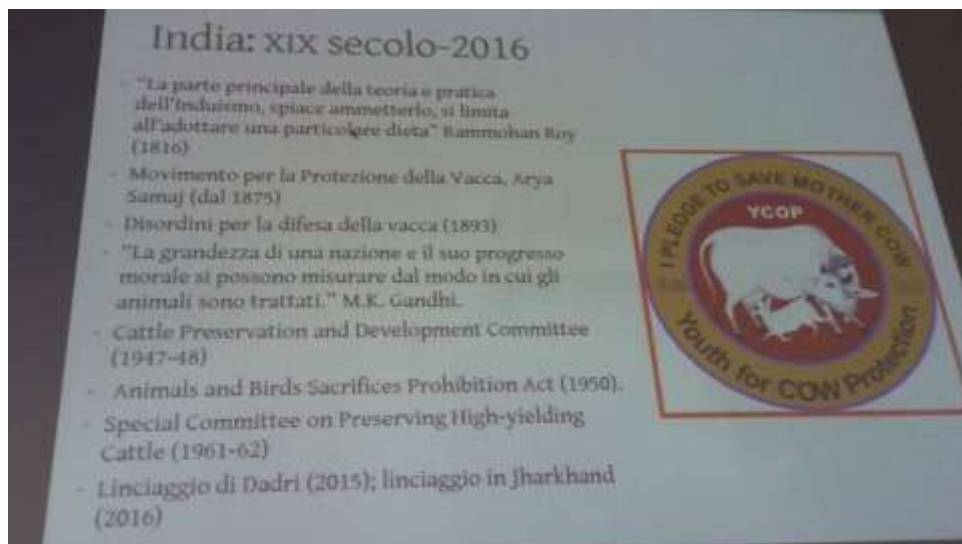 India: XIX secolo-2016
- "La parte principale della teoria e pratica
dell'Induismo, spiace ammetterlo, si limita
all'adottare una particolare dieta" Rammohan Roy
(1816)
- Movimento per la Protezione della Vacca, Arya
Samaj (dal 1875)
- Disordini per la difesa della vacca (1893)
- "La grandezza di una nazione e il suo progresso
morale si possono misurare dal modo in cui gli
animali sono trattati." M.K. Gandhi.
- Cattle Preservation and Development Committee
(1947-48)
- Animals and Birds Sacrifices Prohibition Act (1950).
- Special Committee on Preserving High-yielding
Cattle (1961-62)
- Linciaggio di Dadri (2015); linciaggio in Jharkhand
(2016)
I PLEDGE TO SAVE MOTHER COW
YCOP
Youth for COW Protection